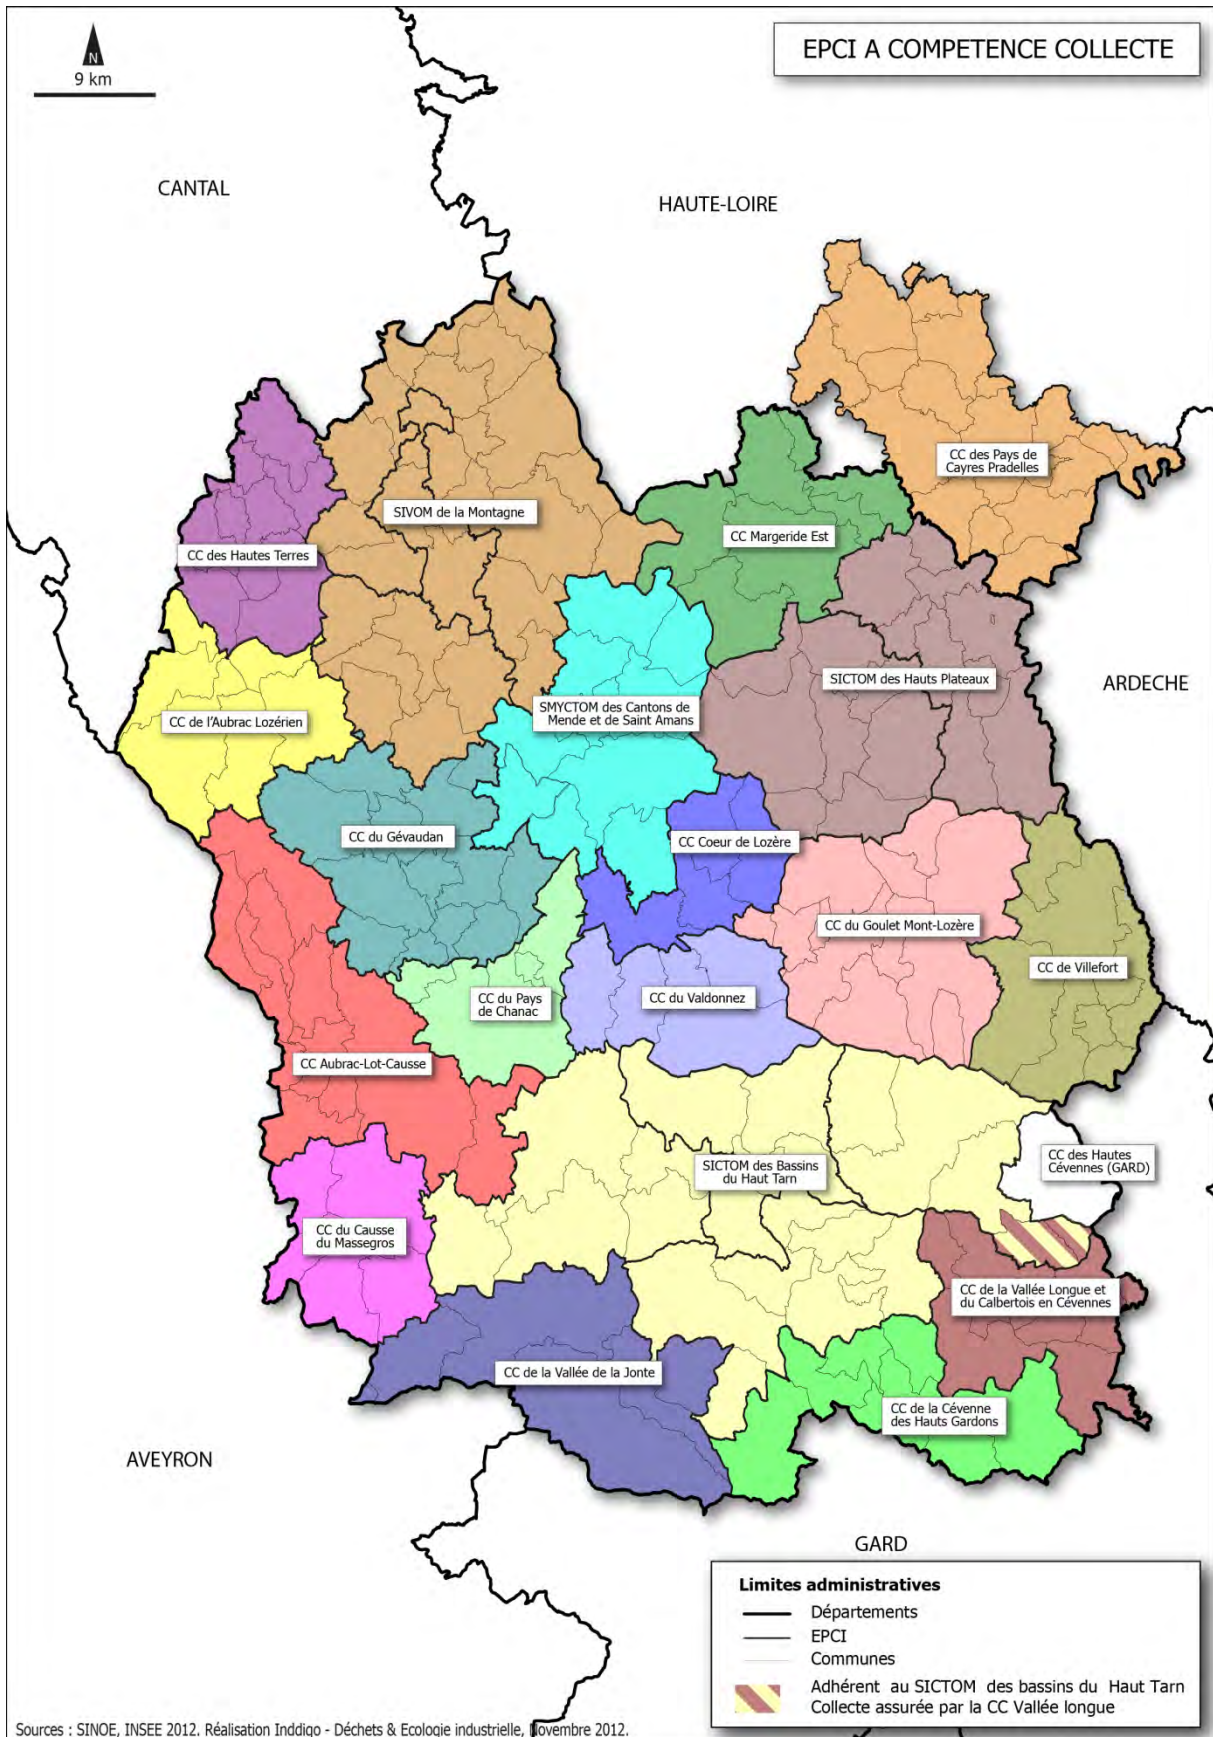 EPCI A COMPETENCE COLLECTE
N
9 km
CANTAL
HAUTE-LOIRE
CC des Pays de
Cayres Pradelles
SIVOM de la Montagne
CC Margeride Est
CC des Hautes Terres
SICTOM des Hauts Plateaux
ARDECHE
SMYCTOM des Cantons de
Mende et de Saint Amans
CC de l'Aubrac Lozérien
CC du Gévaudan
CC Coeur de Lozère
CC du Goulet Mont-Lozère
CC de Villefort
CC du Pays
de Chanac
CC du Valdonnez
CC Aubrac-Lot-Causse
CC des Hautes
Cévennes (GARD)
SICTOM des Bassins
du Haut Tarn
CC du Causse
du Massegros
CC de la Vallée Longue et
du Calbertois en Cévennes
CC de la Vallée de la Jonte
CC de la Cévenne
des Hauts Gardons
AVEYRON
GARD
Limites administratives
Départements
EPCI
Communes
Adhérent au SICTOM des bassins du Haut Tarn
Collecte assurée par la CC Vallée longue
Sources : SINOE, INSEE 2012. Réalisation Inddigo - Déchets & Ecologie industrielle, Novembre 2012.